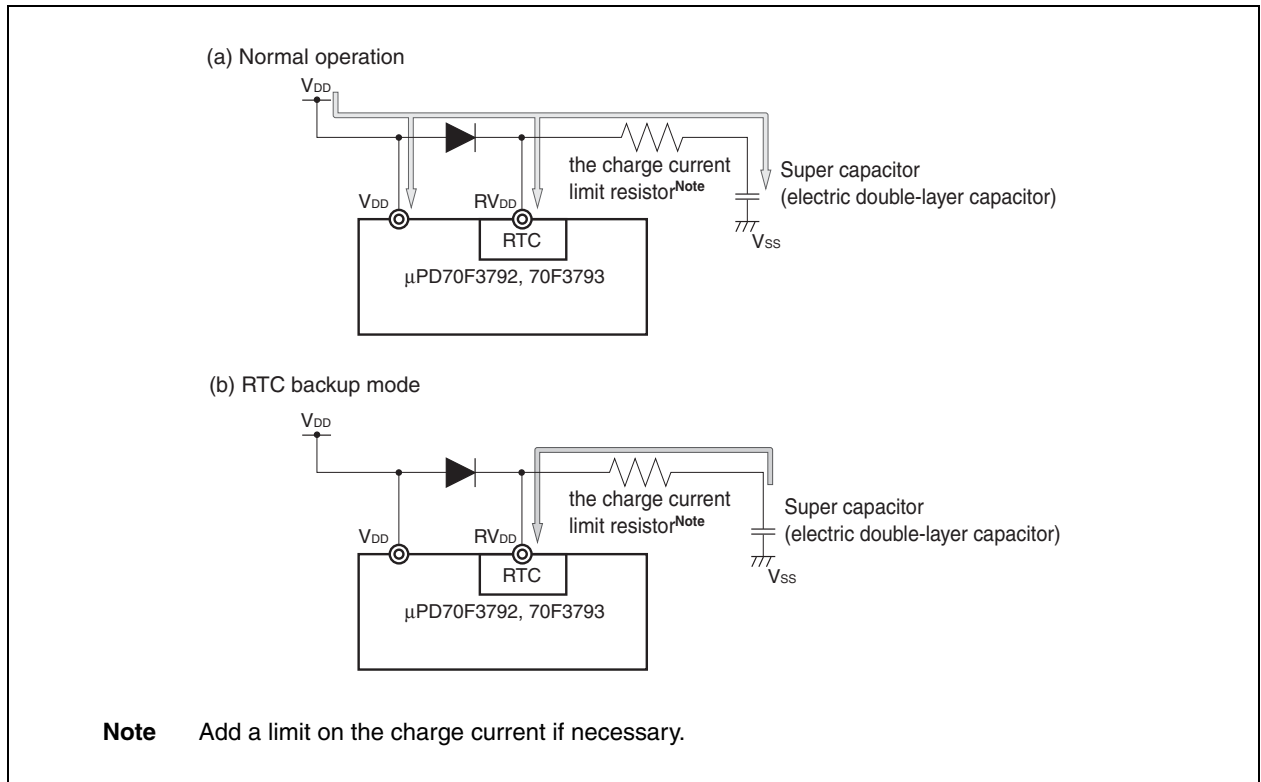 (a) Normal operation
VDD
the charge current
limit resistorNote
Super capacitor
(electric double-layer capacitor)
VDD
RVDD
VSS
RTC
μPD70F3792, 70F3793
(b) RTC backup mode
VDD
the charge current
limit resistorNote
Super capacitor
(electric double-layer capacitor)
VDD
RVDD
VSS
RTC
μPD70F3792, 70F3793
Note Add a limit on the charge current if necessary.